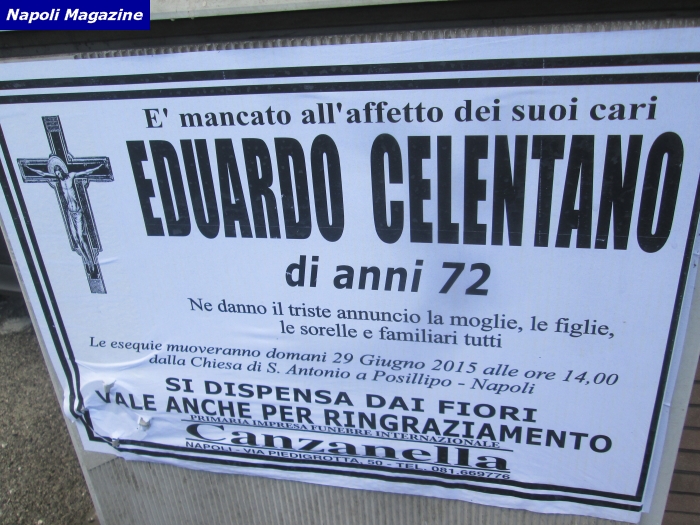 Napoli Magazine
E' mancato all'affetto dei suoi cari
EDUARDO CELENTANO
di anni 72
Ne danno il triste annuncio la moglie, le figlie,
le sorelle e familiari tutti
Le esequie muoveranno domani 29 Giugno 2015 alle ore 14,00
dalla Chiesa di S. Antonio a Posillipo - Napoli
SI DISPENSA DAI FIORI
VALE ANCHE PER RINGRAZIAMENTO
PRIMARIA IMPRESA FUNEBRE INTERNAZIONALE
Canzanella
NAPOLI - VIA PIEDIGROTTA, 50 - TEL. 081.669776